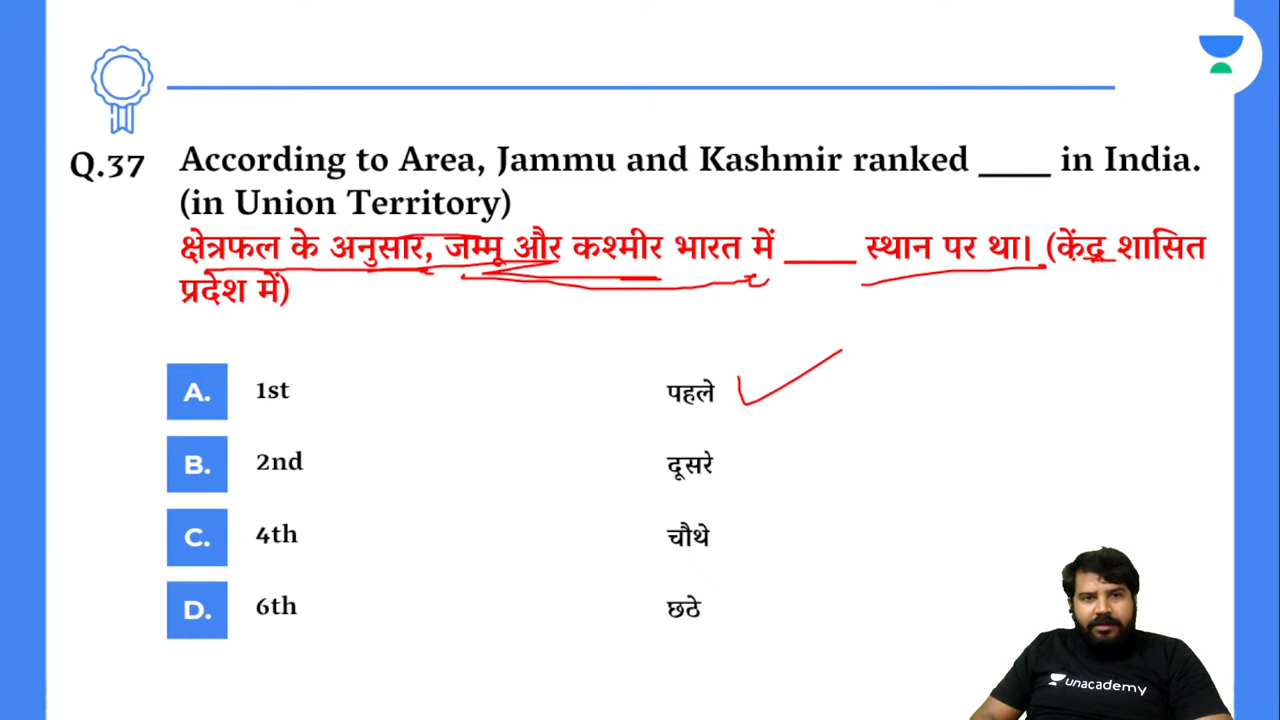 Q.37 According to Area, Jammu and Kashmir ranked ____ in India.
(in Union Territory)
क्षेत्रफल के अनुसार, जम्मू और कश्मीर भारत में ____ स्थान पर था। (केंद्र शासित
प्रदेश में)
A. 1st पहले
B. 2nd दूसरे
C. 4th चौथे
D. 6th छठे
unacademy